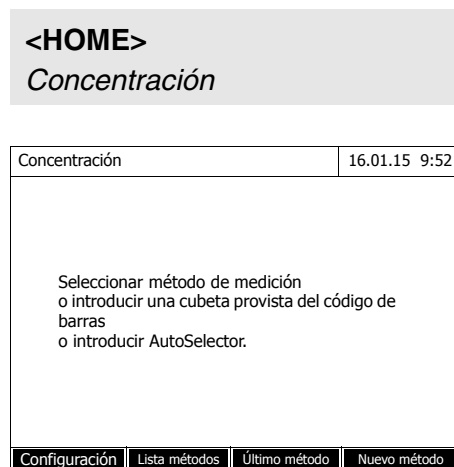 <HOME>
Concentración
Concentración 16.01.15 9:52
Seleccionar método de medición
o introducir una cubeta provista del código de
barras
o introducir AutoSelector.
Configuración Lista métodos Último método Nuevo método